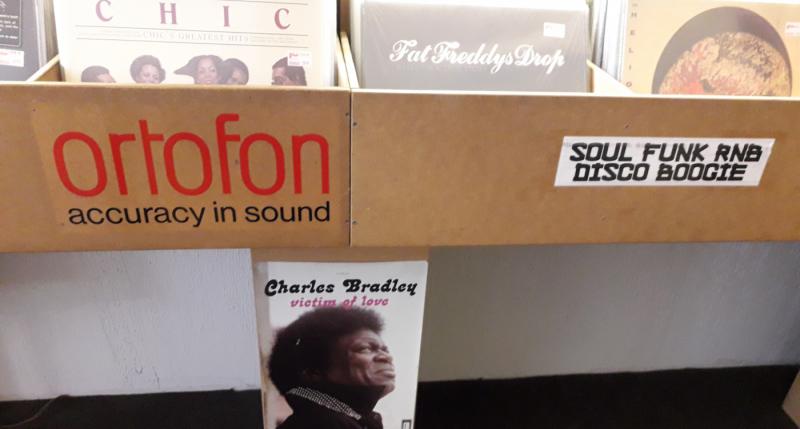 CHIC
CHIC'S GREATEST HITS
Fat Freddys Drop
ortofon
accuracy in sound
SOUL FUNK RNB
DISCO BOOGIE
Charles Bradley
victim of love